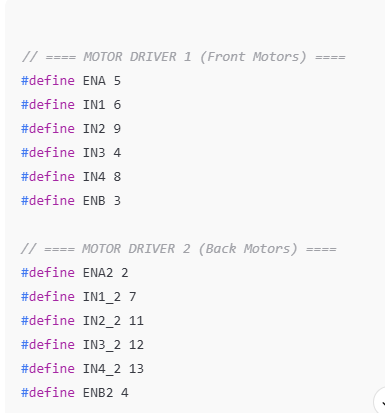 // ==== MOTOR DRIVER 1 (Front Motors) ====
#define ENA 5
#define IN1 6
#define IN2 9
#define IN3 4
#define IN4 8
#define ENB 3
// ==== MOTOR DRIVER 2 (Back Motors) ====
#define ENA2 2
#define IN1_2 7
#define IN2_2 11
#define IN3_2 12
#define IN4_2 13
#define ENB2 4